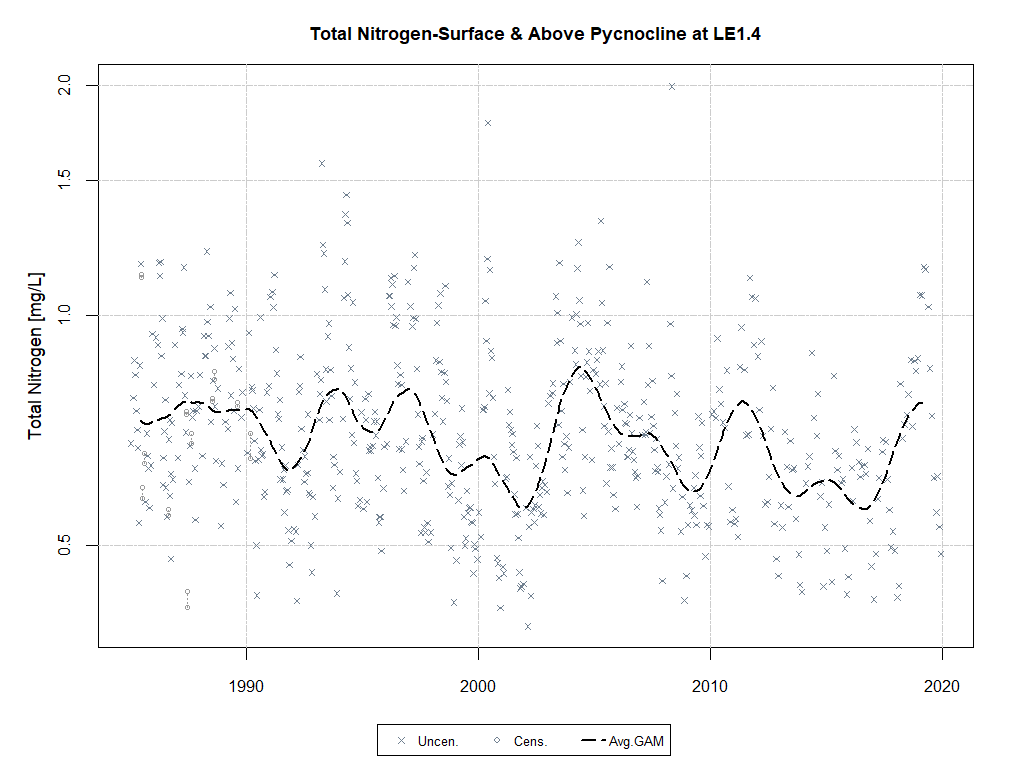 Total Nitrogen-Surface & Above Pycnocline at LE1.4
Total Nitrogen [mg/L]
2.0
1.5
1.0
0.5
1990 2000 2010 2020
Uncen. Cens. Avg.GAM